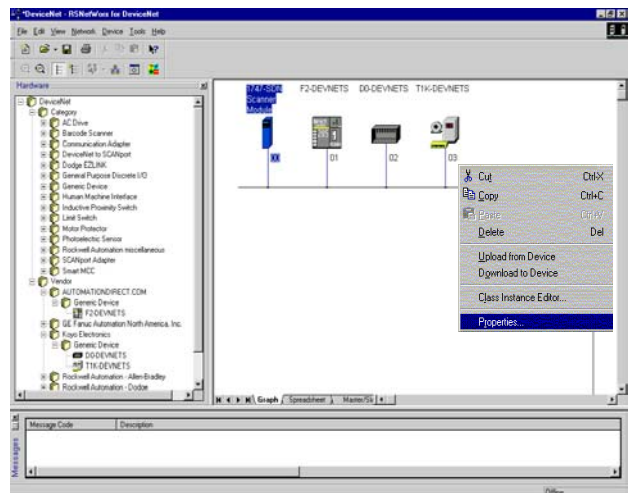 *DeviceNet - RSNetWorx for DeviceNet
File Edit View Network Device Tools Help
Hardware
DeviceNet
Category
AC Drive
Barcode Scanner
Communication Adapter
DeviceNet to SCANport
Dodge EZLINK
General Purpose Discrete I/O
Generic Device
Human Machine Interface
Inductive Proximity Switch
Limit Switch
Motor Protector
Photoelectric Sensor
Rockwell Automation miscellaneous
SCANport Adapter
Smart MCC
Vendor
AUTOMATIONDIRECT.COM
Generic Device
F2-DEVNETS
GE Fanuc Automation North America, Inc.
Koyo Electronics
Generic Device
D0-DEVNETS
T1K-DEVNETS
Rockwell Automation - Allen-Bradley
Rockwell Automation - Dodge
1747-SDN
Scanner
Module
F2-DEVNETS
D0-DEVNETS
T1K-DEVNETS
00
01
02
03
Cut Ctrl+X
Copy Ctrl+C
Paste Ctrl+V
Delete Del
Upload from Device
Download to Device
Class Instance Editor...
Properties...
Graph Spreadsheet Master/Sl
Messages
Message Code Description
Offline